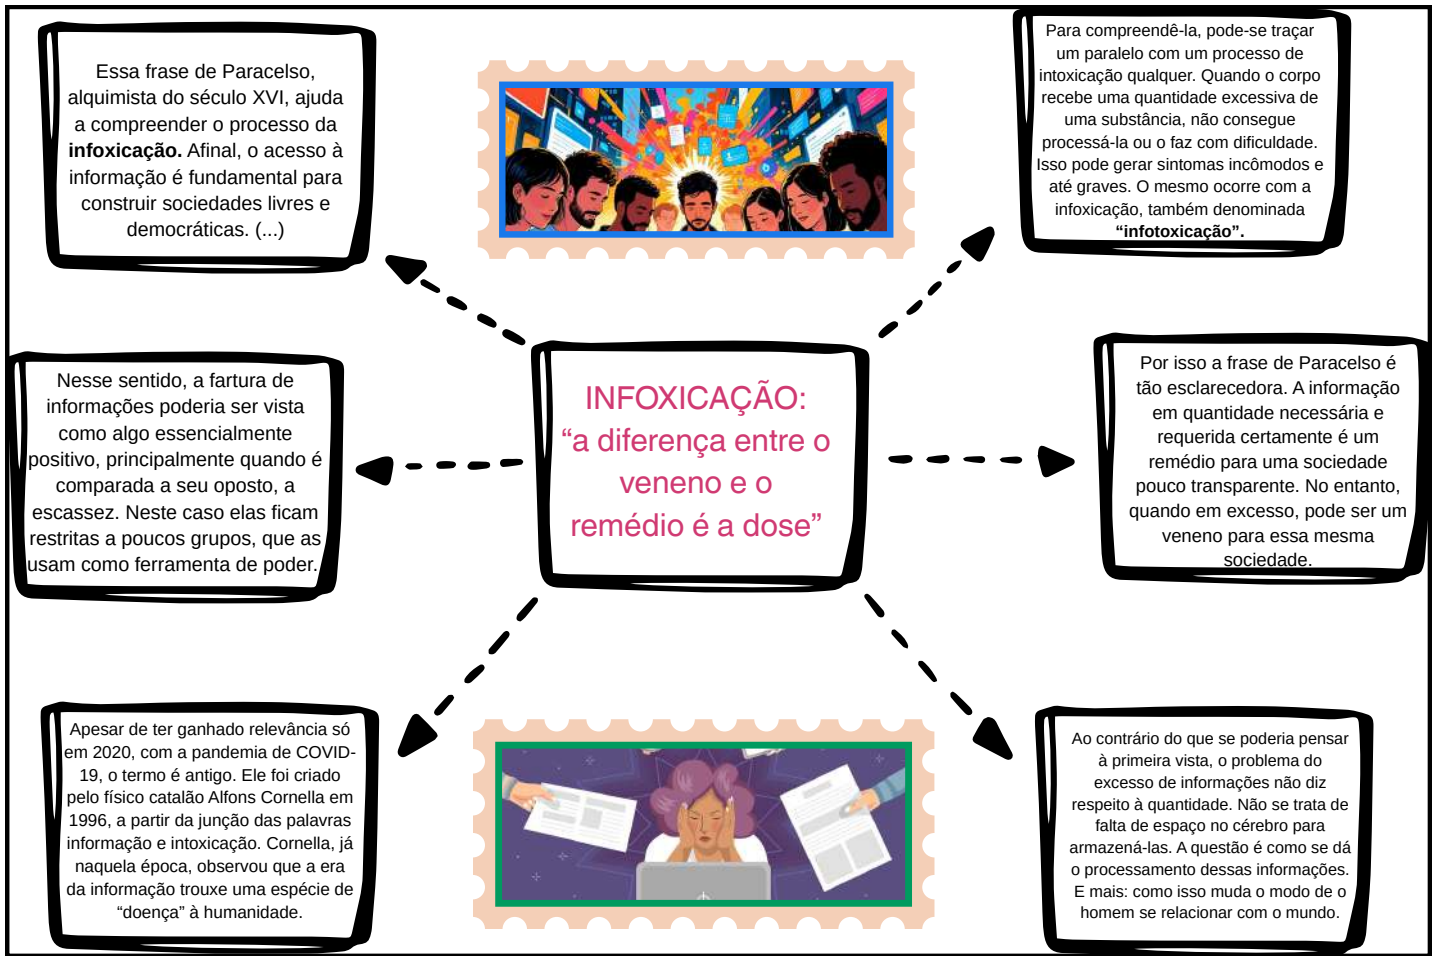 Essa frase de Paracelso,
alquimista do século XVI, ajuda
a compreender o processo da
infoxicação. Afinal, o acesso à
informação é fundamental para
construir sociedades livres e
democráticas. (...)
Para compreendê-la, pode-se traçar
um paralelo com um processo de
intoxicação qualquer. Quando o corpo
recebe uma quantidade excessiva de
uma substância, não consegue
processá-la ou o faz com dificuldade.
Isso pode gerar sintomas incômodos e
até graves. O mesmo ocorre com a
infoxicação, também denominada
“infotoxicação”.
Nesse sentido, a fartura de
informações poderia ser vista
como algo essencialmente
positivo, principalmente quando é
comparada a seu oposto, a
escassez. Neste caso elas ficam
restritas a poucos grupos, que as
usam como ferramenta de poder.
INFOXICAÇÃO:
“a diferença entre o
veneno e o
remédio é a dose”
Por isso a frase de Paracelso é
tão esclarecedora. A informação
em quantidade necessária e
requerida certamente é um
remédio para uma sociedade
pouco transparente. No entanto,
quando em excesso, pode ser um
veneno para essa mesma
sociedade.
Apesar de ter ganhado relevância só
em 2020, com a pandemia de COVID-
19, o termo é antigo. Ele foi criado
pelo físico catalão Alfons Cornella em
1996, a partir da junção das palavras
informação e intoxicação. Cornella, já
naquela época, observou que a era
da informação trouxe uma espécie de
“doença” à humanidade.
Ao contrário do que se poderia pensar
à primeira vista, o problema do
excesso de informações não diz
respeito à quantidade. Não se trata de
falta de espaço no cérebro para
armazená-las. A questão é como se dá
o processamento dessas informações.
E mais: como isso muda o modo de o
homem se relacionar com o mundo.